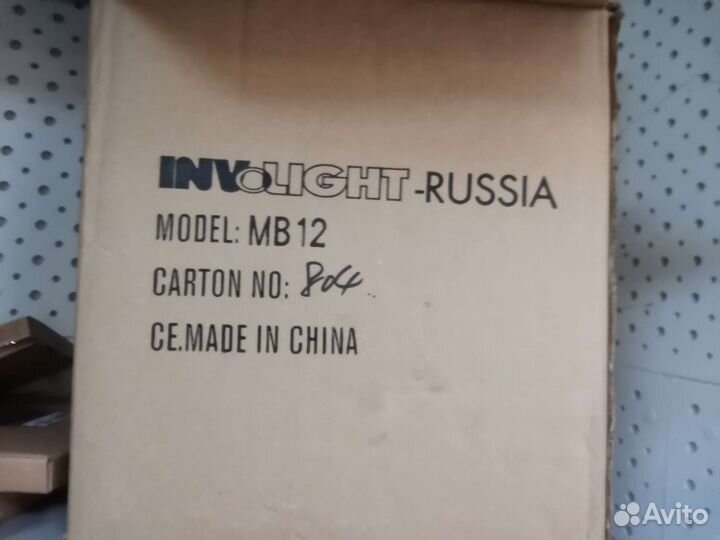 INVOLIGHT-RUSSIA
MODEL: MB12
CARTON NO: 804
CE.MADE IN CHINA
Avito